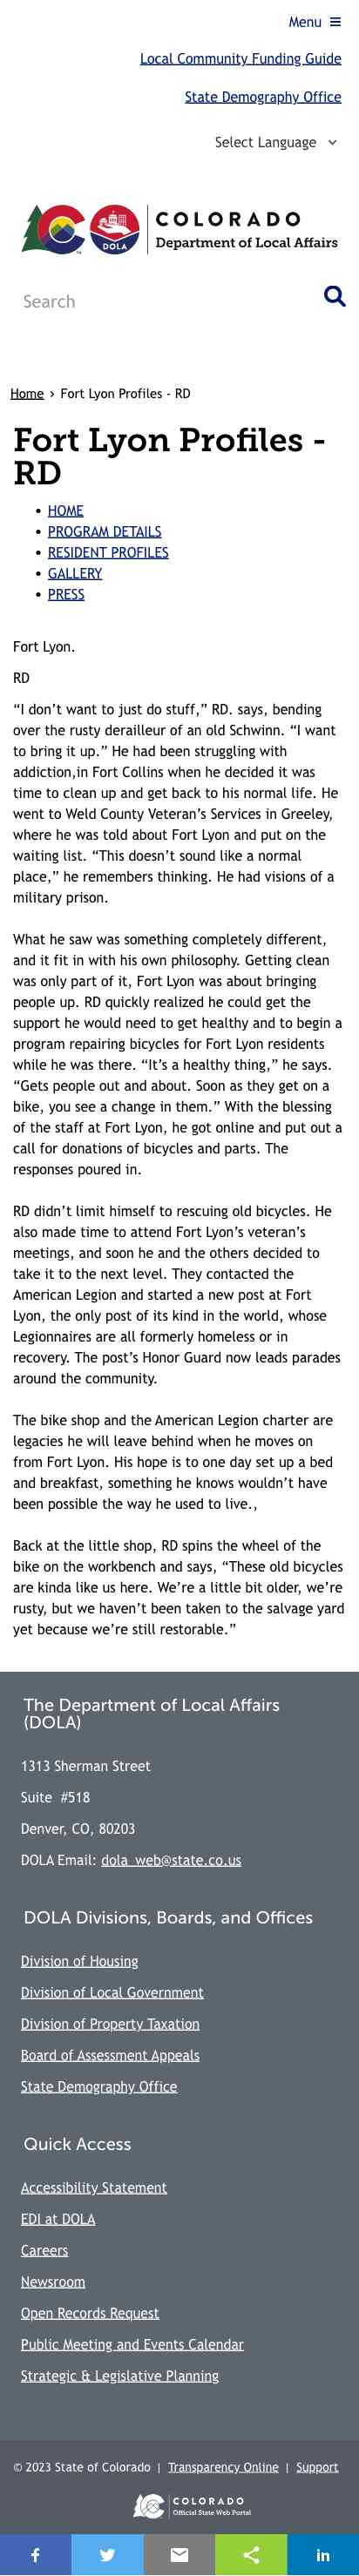 Menu
Local Community Funding Guide
State Demography Office
Select Language
COLORADO
Department of Local Affairs
C
DOLA
TM
Search
Home › Fort Lyon Profiles - RD
Fort Lyon Profiles -
RD
• HOME
• PROGRAM DETAILS
• RESIDENT PROFILES
• GALLERY
• PRESS
Fort Lyon.
RD
“I don’t want to just do stuff,” RD. says, bending
over the rusty derailleur of an old Schwinn. “I want
to bring it up.” He had been struggling with
addiction,in Fort Collins when he decided it was
time to clean up and get back to his normal life. He
went to Weld County Veteran’s Services in Greeley,
where he was told about Fort Lyon and put on the
waiting list. “This doesn’t sound like a normal
place,” he remembers thinking. He had visions of a
military prison.
What he saw was something completely different,
and it fit in with his own philosophy. Getting clean
was only part of it, Fort Lyon was about bringing
people up. RD quickly realized he could get the
support he would need to get healthy and to begin a
program repairing bicycles for Fort Lyon residents
while he was there. “It’s a healthy thing,” he says.
“Gets people out and about. Soon as they get on a
bike, you see a change in them.” With the blessing
of the staff at Fort Lyon, he got online and put out a
call for donations of bicycles and parts. The
responses poured in.
RD didn’t limit himself to rescuing old bicycles. He
also made time to attend Fort Lyon’s veteran’s
meetings, and soon he and the others decided to
take it to the next level. They contacted the
American Legion and started a new post at Fort
Lyon, the only post of its kind in the world, whose
Legionnaires are all formerly homeless or in
recovery. The post’s Honor Guard now leads parades
around the community.
The bike shop and the American Legion charter are
legacies he will leave behind when he moves on
from Fort Lyon. His hope is to one day set up a bed
and breakfast, something he knows wouldn’t have
been possible the way he used to live.,
Back at the little shop, RD spins the wheel of the
bike on the workbench and says, “These old bicycles
are kinda like us here. We’re a little bit older, we’re
rusty, but we haven’t been taken to the salvage yard
yet because we’re still restorable.”
The Department of Local Affairs
(DOLA)
1313 Sherman Street
Suite #518
Denver, CO, 80203
DOLA Email: dola_web@state.co.us
DOLA Divisions, Boards, and Offices
Division of Housing
Division of Local Government
Division of Property Taxation
Board of Assessment Appeals
State Demography Office
Quick Access
Accessibility Statement
EDI at DOLA
Careers
Newsroom
Open Records Request
Public Meeting and Events Calendar
Strategic & Legislative Planning
© 2023 State of Colorado | Transparency Online | Support
COLORADO
Official State Web Portal